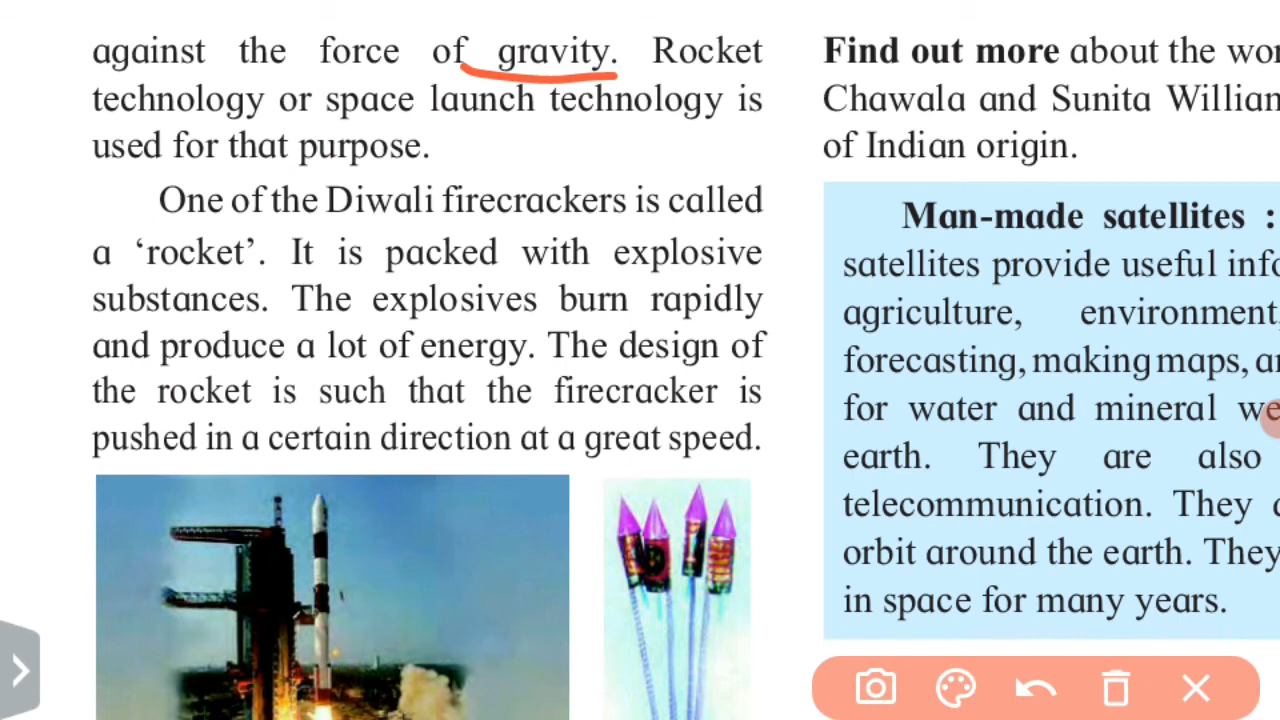 against the force of gravity. Rocket
technology or space launch technology is
used for that purpose.
One of the Diwali firecrackers is called
a ‘rocket’. It is packed with explosive
substances. The explosives burn rapidly
and produce a lot of energy. The design of
the rocket is such that the firecracker is
pushed in a certain direction at a great speed.
Find out more about the
Chawala and Sunita
of Indian origin.
Man-made satellites :
satellites provide useful
agriculture, environment,
forecasting, making maps,
for water and mineral
earth. They are also
telecommunication. They
orbit around the earth. They
in space for many years.